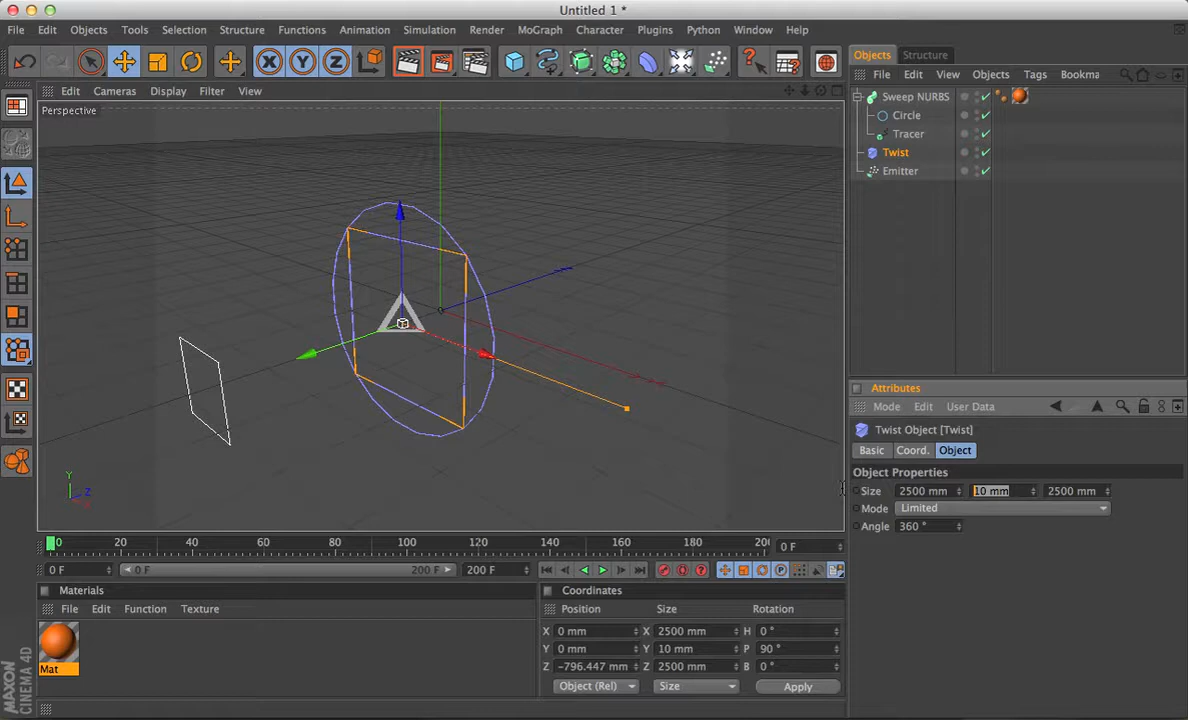 Untitled 1 *
File Edit Objects Tools Selection Structure Functions Animation Simulation Render MoGraph Character Plugins Python Window Help
X Y Z
Objects Structure
Edit Cameras Display Filter View
File Edit View Objects Tags Bookma
Perspective
Sweep NURBS
Circle
Tracer
Twist
Emitter
Attributes
Mode Edit User Data
Twist Object [Twist]
Basic Coord. Object
Object Properties
Size 2500 mm 10 mm 2500 mm
Mode Limited
Angle 360 °
Y
Z
0 20 40 60 80 100 120 140 160 180 20 0 F
0 F 0 F 200 F 200 F
Materials
File Edit Function Texture
Mat
Coordinates
Position Size Rotation
X 0 mm X 2500 mm H 0 °
Y 0 mm Y 10 mm P 90 °
Z -796.447 mm Z 2500 mm B 0 °
Object (Rel) Size Apply
MAXON
CINEMA 4D